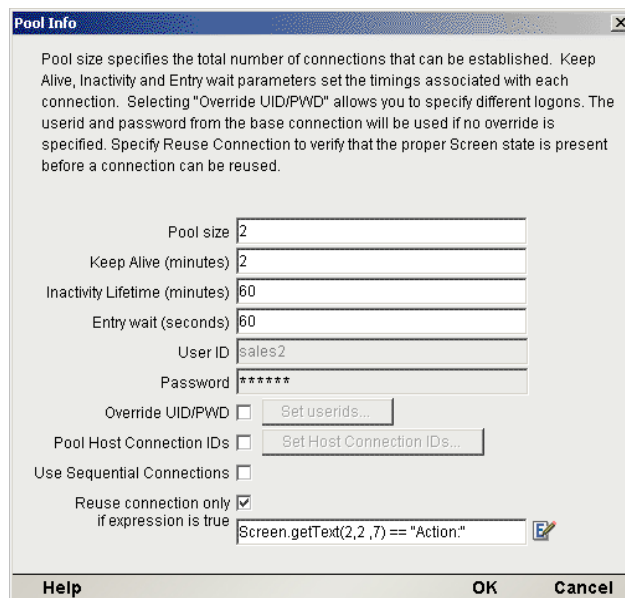 Pool Info
Pool size specifies the total number of connections that can be established. Keep
Alive, Inactivity and Entry wait parameters set the timings associated with each
connection. Selecting "Override UID/PWD" allows you to specify different logons. The
userid and password from the base connection will be used if no override is
specified. Specify Reuse Connection to verify that the proper Screen state is present
before a connection can be reused.
Pool size 2
Keep Alive (minutes) 2
Inactivity Lifetime (minutes) 60
Entry wait (seconds) 60
User ID sales2
Password ******
Override UID/PWD Set userids...
Pool Host Connection IDs Set Host Connection IDs...
Use Sequential Connections
Reuse connection only
if expression is true
Screen.getText(2,2 ,7) == "Action:"
Help OK Cancel